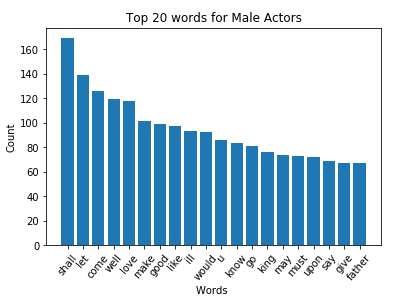 Top 20 words for Male Actors
Count
160
140
120
100
80
60
40
20
0
shall
let
come
well
love
make
good
like
ill
would
u
know
go
king
may
must
upon
say
give
father
Words